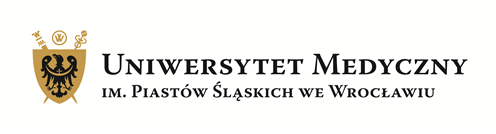 Uniwersytet Medyczny
im. Piastów Śląskich we Wrocławiu